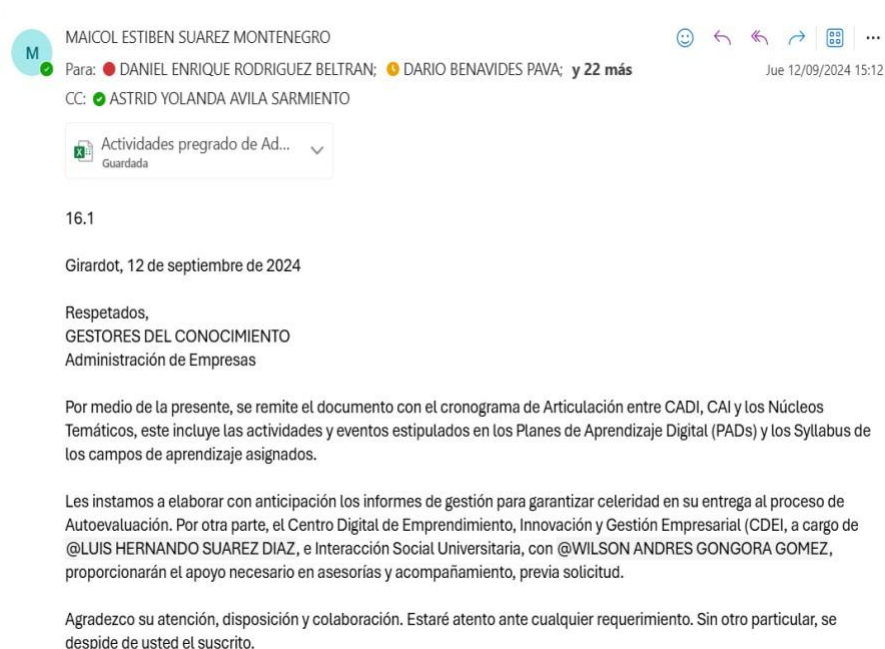 MAICOL ESTIBEN SUAREZ MONTENEGRO
M
Para: DANIEL ENRIQUE RODRIGUEZ BELTRAN; DARIO BENAVIDES PAVA; y 22 más
Jue 12/09/2024 15:12
CC: ASTRID YOLANDA AVILA SARMIENTO
Actividades pregrado de Ad...
Guardada
16.1
Girardot, 12 de septiembre de 2024
Respetados,
GESTORES DEL CONOCIMIENTO
Administración de Empresas
Por medio de la presente, se remite el documento con el cronograma de Articulación entre CADI, CAI y los Núcleos
Temáticos, este incluye las actividades y eventos estipulados en los Planes de Aprendizaje Digital (PADs) y los Syllabus de
los campos de aprendizaje asignados.
Les instamos a elaborar con anticipación los informes de gestión para garantizar celeridad en su entrega al proceso de
Autoevaluación. Por otra parte, el Centro Digital de Emprendimiento, Innovación y Gestión Empresarial (CDEI, a cargo de
@LUIS HERNANDO SUAREZ DIAZ, e Interacción Social Universitaria, con @WILSON ANDRES GONGORA GOMEZ,
proporcionarán el apoyo necesario en asesorías y acompañamiento, previa solicitud.
Agradezco su atención, disposición y colaboración. Estaré atento ante cualquier requerimiento. Sin otro particular, se
despide de usted el suscrito.